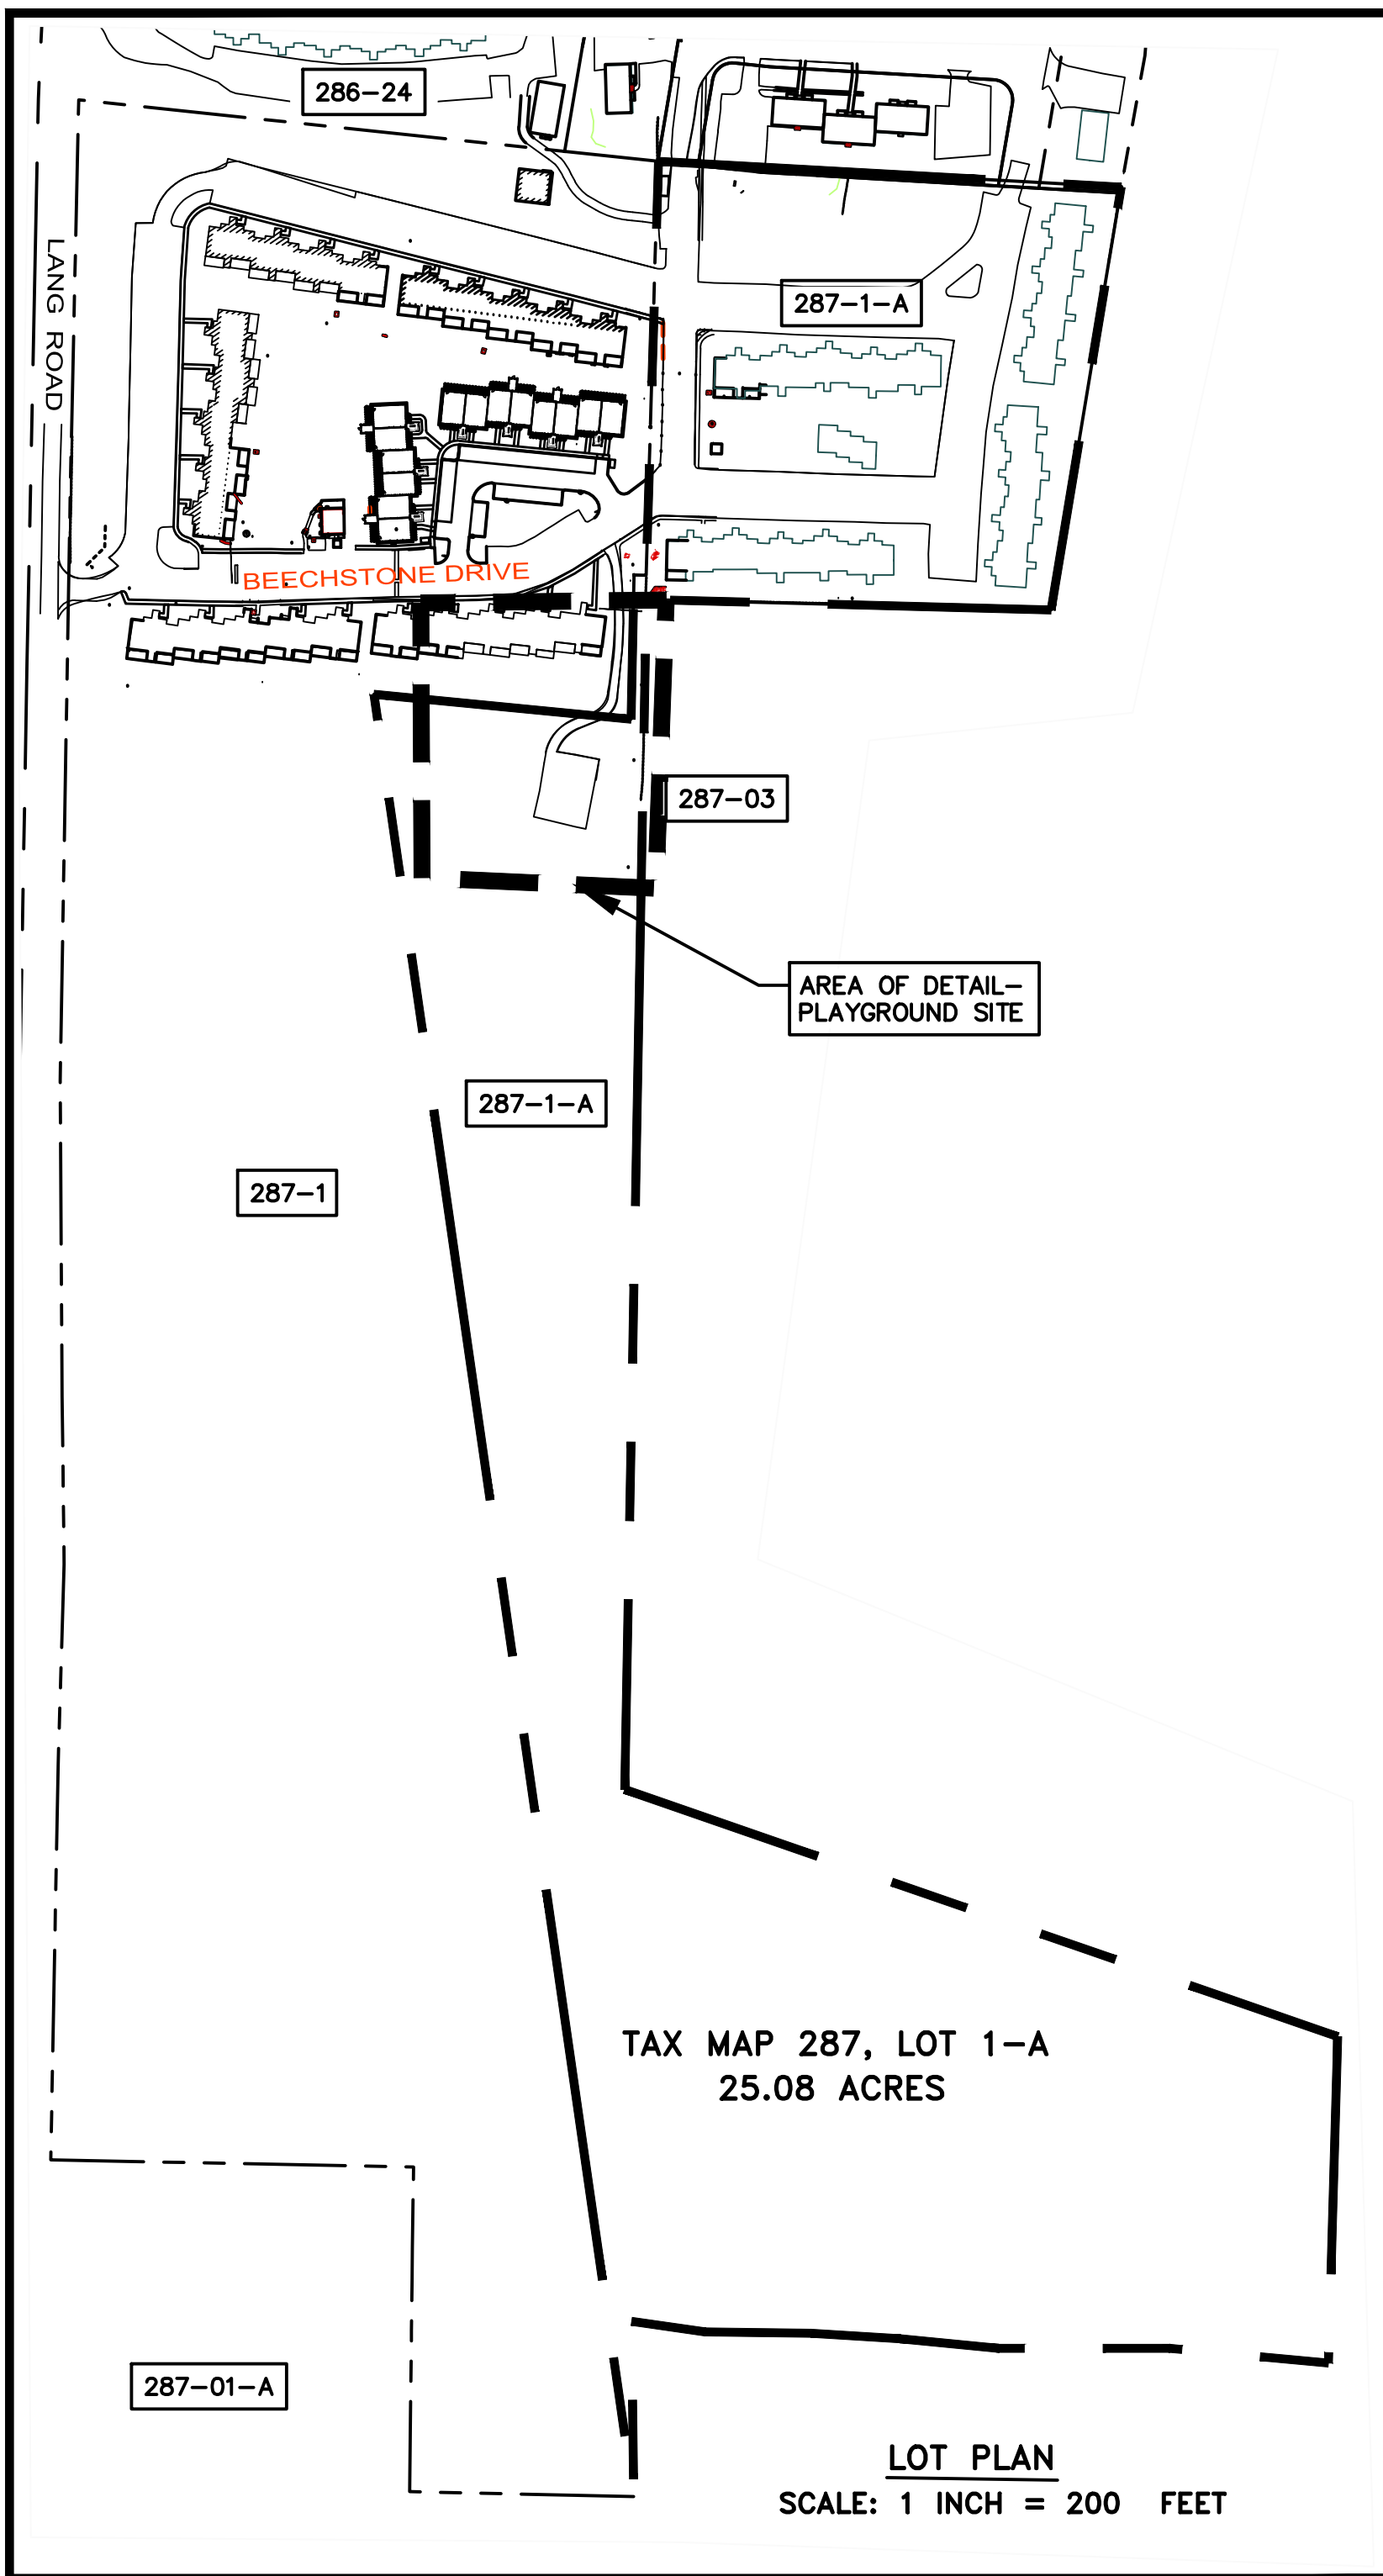 286-24
LANG ROAD
287-1-A
BEECHSTONE DRIVE
287-03
AREA OF DETAIL-
PLAYGROUND SITE
287-1-A
287-1
TAX MAP 287, LOT 1-A
25.08 ACRES
287-01-A
LOT PLAN
SCALE: 1 INCH = 200 FEET